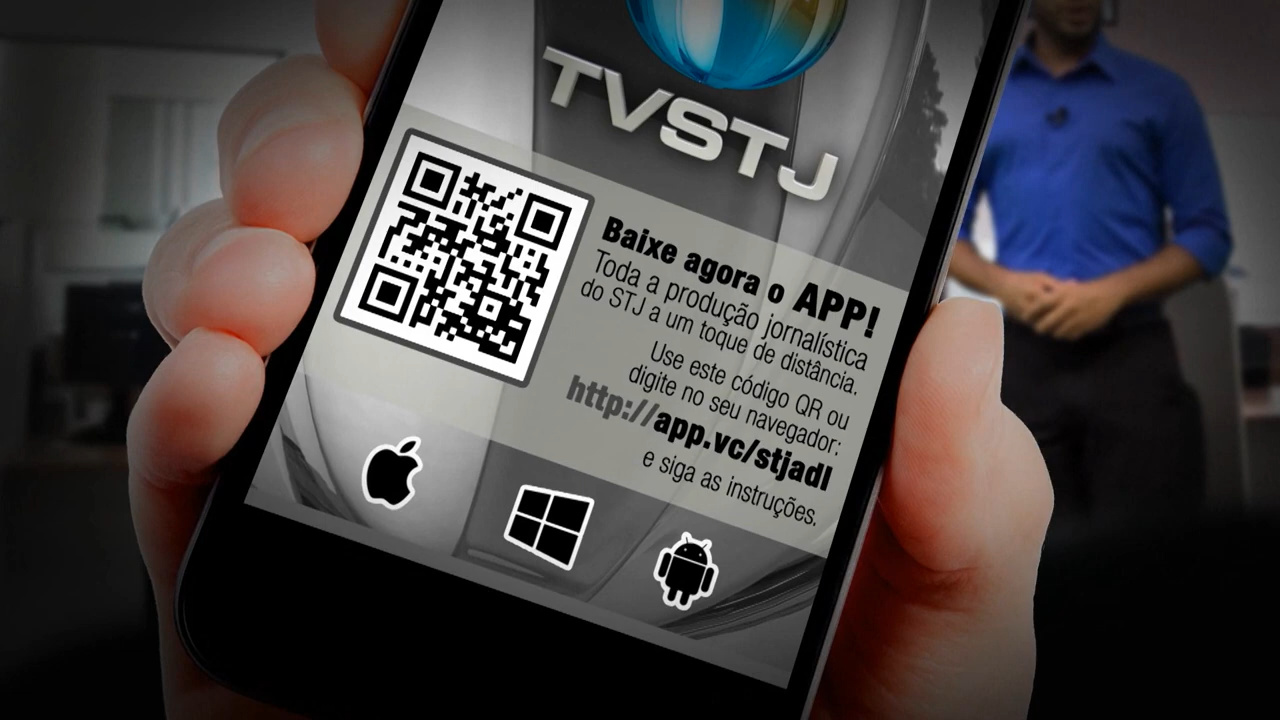 TVSTJ
Baixe agora o APP!
Toda a produção jornalística
do STJ a um toque de distância.
Use este código QR ou
digite no seu navegador:
http://app.vc/stjadl
e siga as instruções.